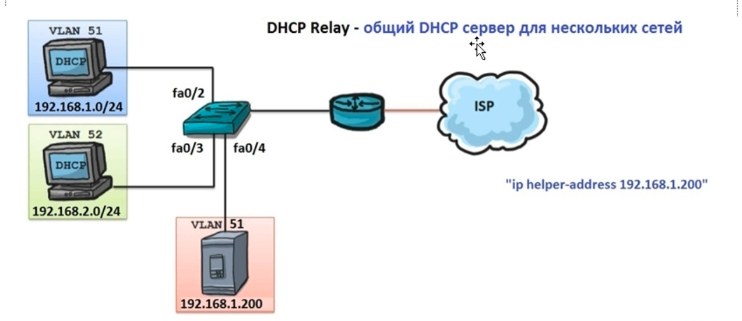 DHCP Relay - общий DHCP сервер для нескольких сетей
VLAN 51
DHCP
192.168.1.0/24
fa0/2
ISP
VLAN 52
DHCP
192.168.2.0/24
fa0/3
fa0/4
"ip helper-address 192.168.1.200"
VLAN 51
192.168.1.200